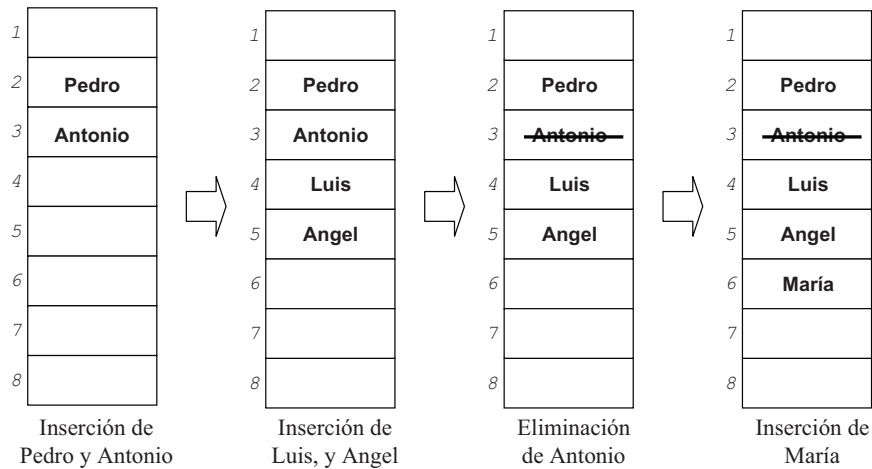 1
2 Pedro
3 Antonio
4
5
6
7
8
Inserción de
Pedro y Antonio
1
2 Pedro
3 Antonio
4 Luis
5 Angel
6
7
8
Inserción de
Luis, y Angel
1
2 Pedro
3 Antonio
4 Luis
5 Angel
6
7
8
Eliminación
de Antonio
1
2 Pedro
3 Antonio
4 Luis
5 Angel
6 María
7
8
Inserción de
María